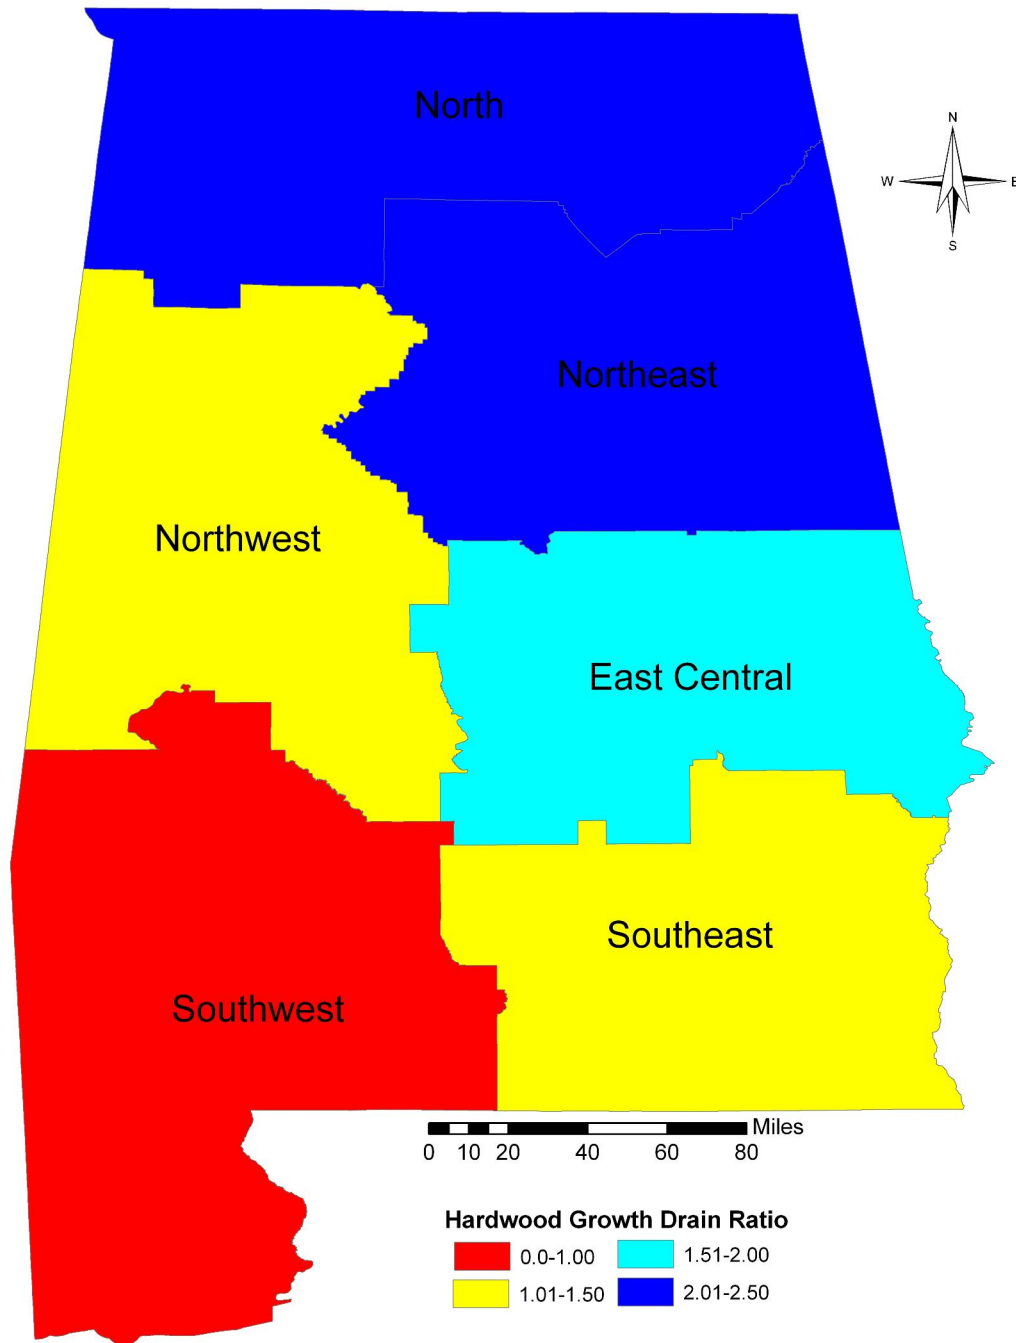 North
N
W
E
S
Northeast
Northwest
East Central
Southeast
Southwest
Miles
0 10 20 40 60 80
Hardwood Growth Drain Ratio
0.0-1.00 1.51-2.00
1.01-1.50 2.01-2.50